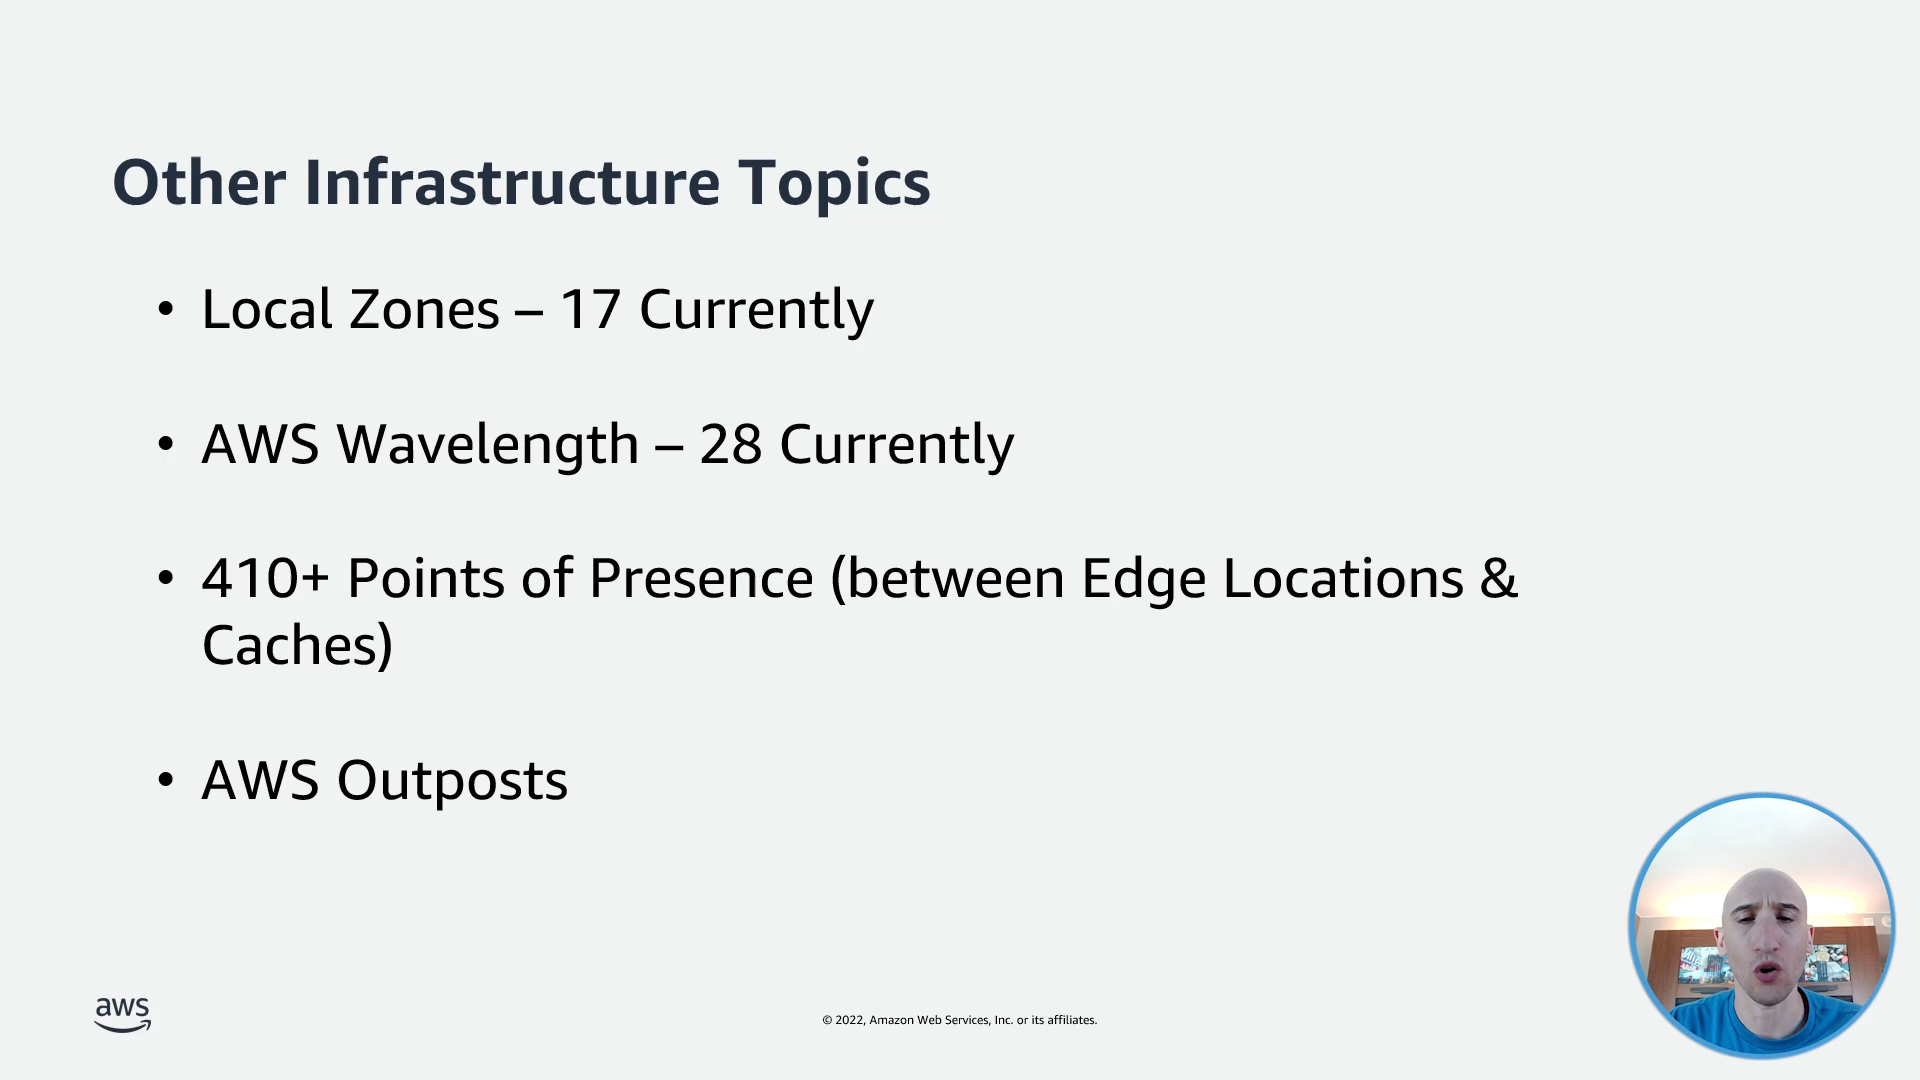 Other Infrastructure Topics
• Local Zones – 17 Currently
• AWS Wavelength – 28 Currently
• 410+ Points of Presence (between Edge Locations &
Caches)
• AWS Outposts
aws
© 2022, Amazon Web Services, Inc. or its affiliates.